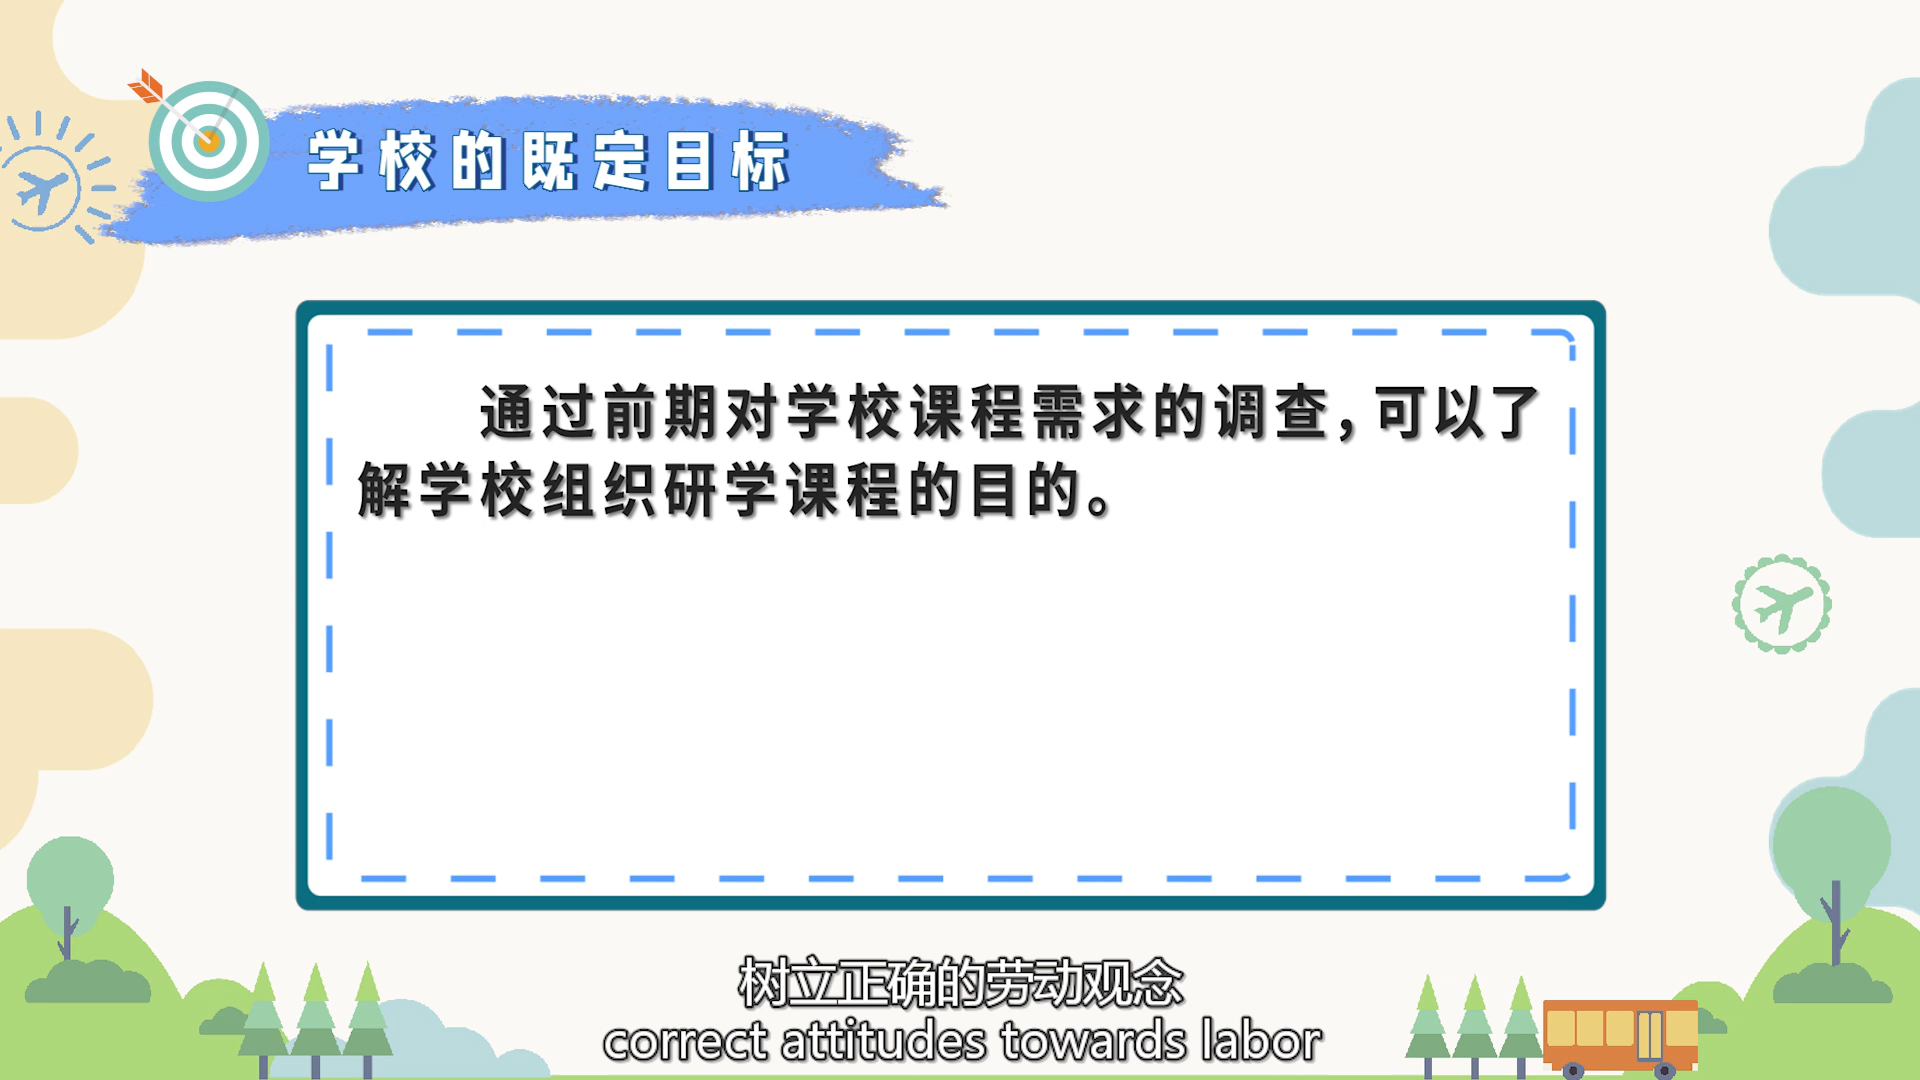 学校的既定目标
通过前期对学校课程需求的调查，可以了
解学校组织研学课程的目的。
树立正确的劳动观念
correct attitudes towards labor